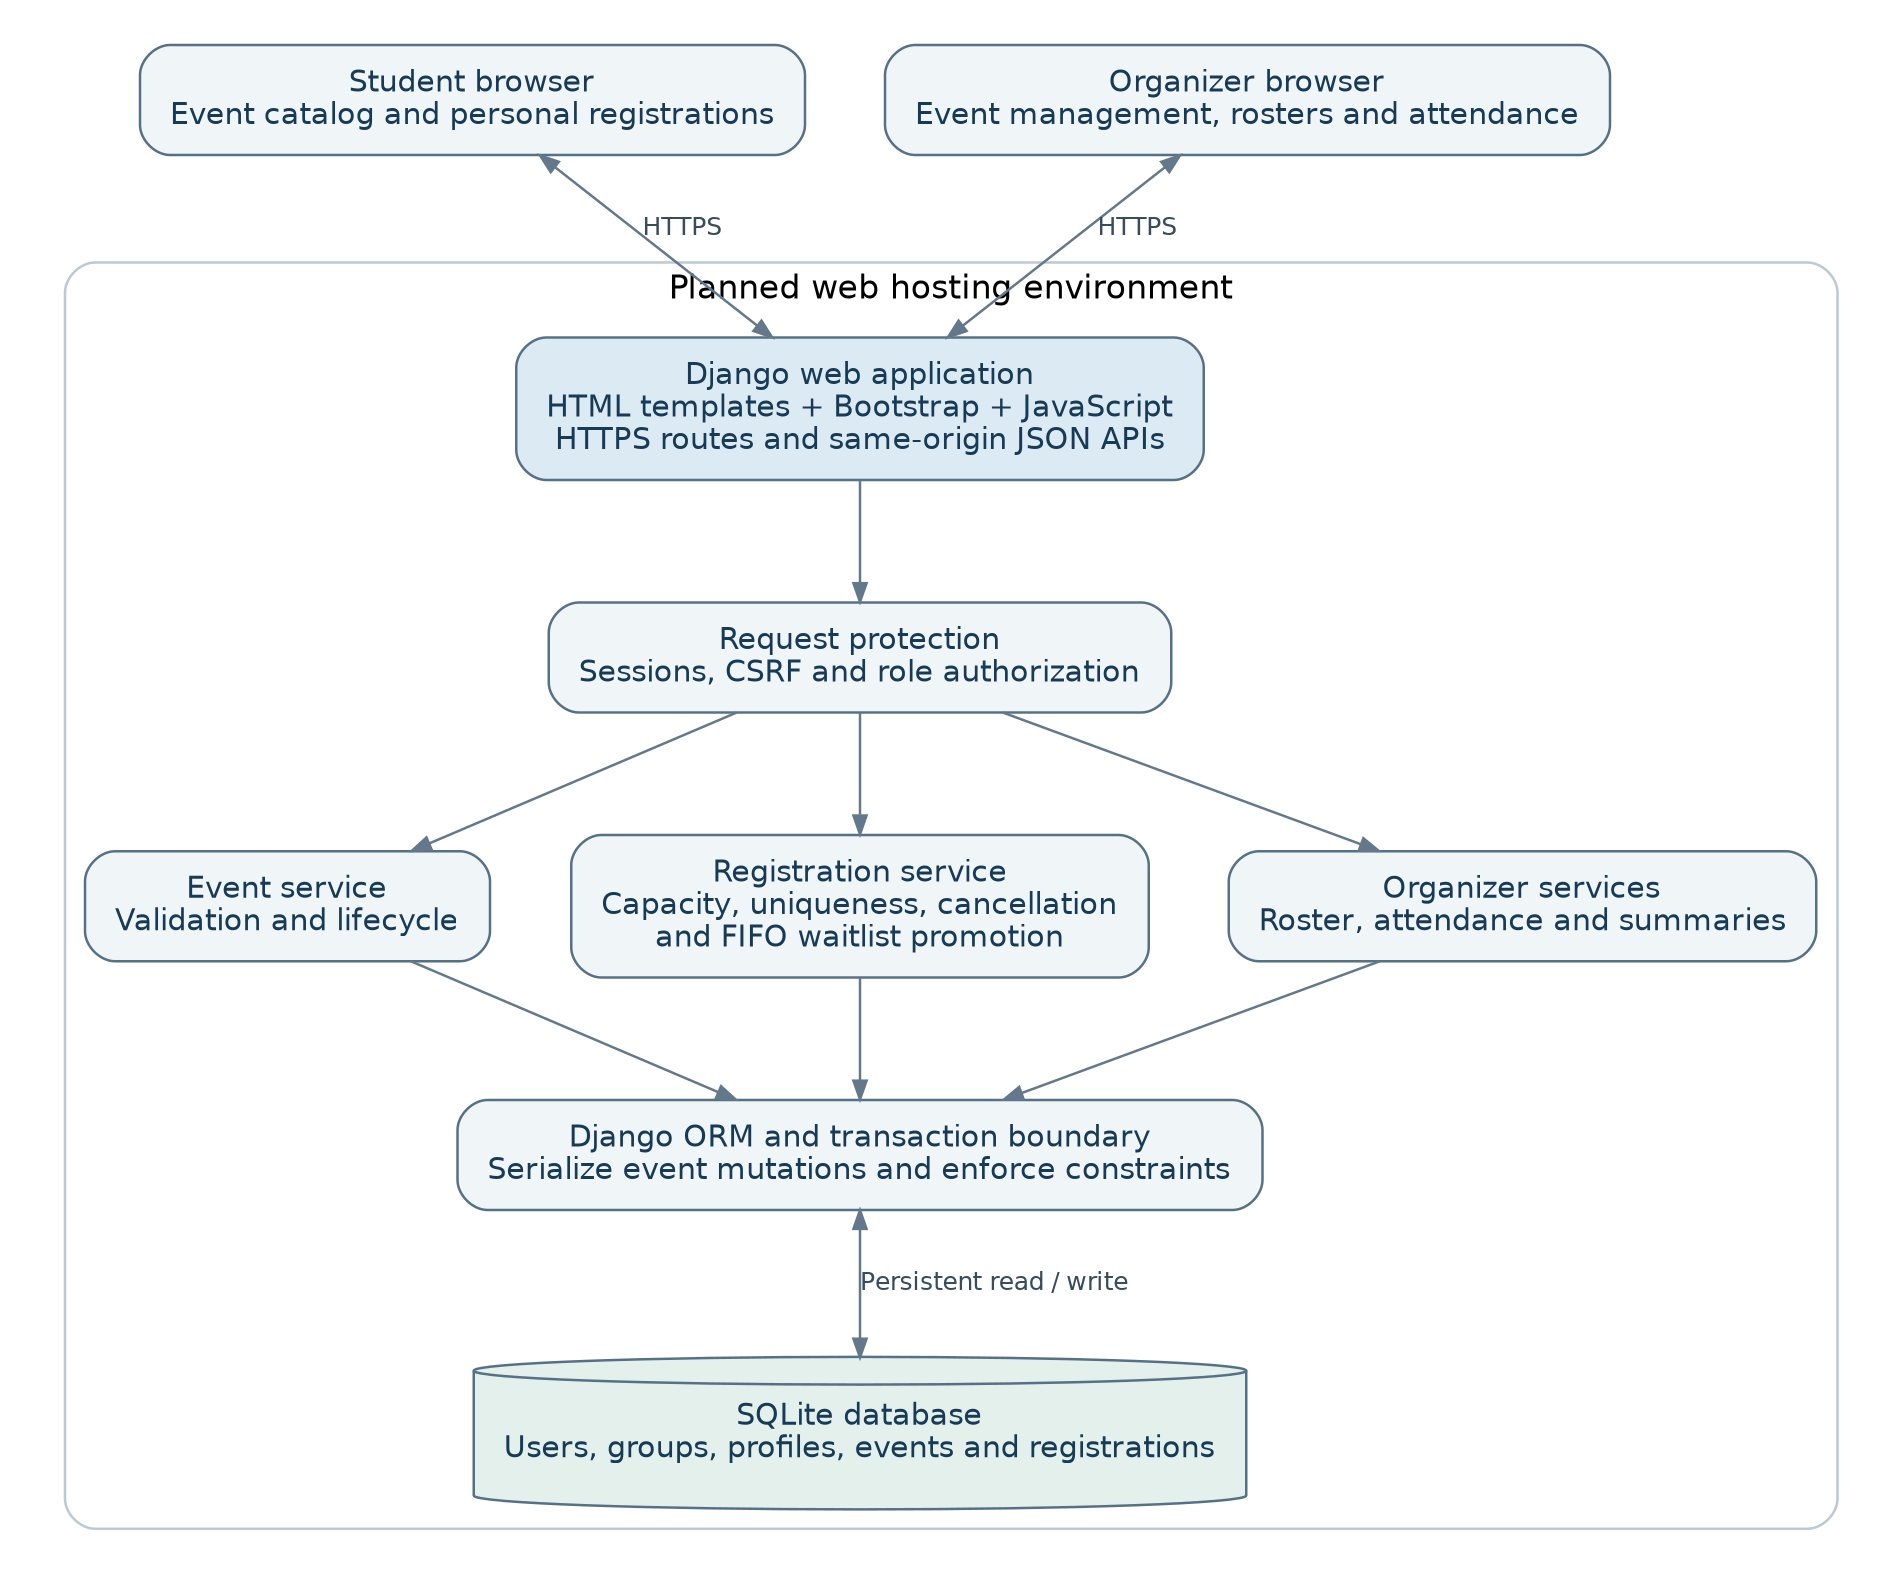 Student browser
Event catalog and personal registrations
Organizer browser
Event management, rosters and attendance
HTTPS
HTTPS
Planned web hosting environment
Django web application
HTML templates + Bootstrap + JavaScript
HTTPS routes and same-origin JSON APIs
Request protection
Sessions, CSRF and role authorization
Event service
Validation and lifecycle
Registration service
Capacity, uniqueness, cancellation
and FIFO waitlist promotion
Organizer services
Roster, attendance and summaries
Django ORM and transaction boundary
Serialize event mutations and enforce constraints
Persistent read / write
SQLite database
Users, groups, profiles, events and registrations